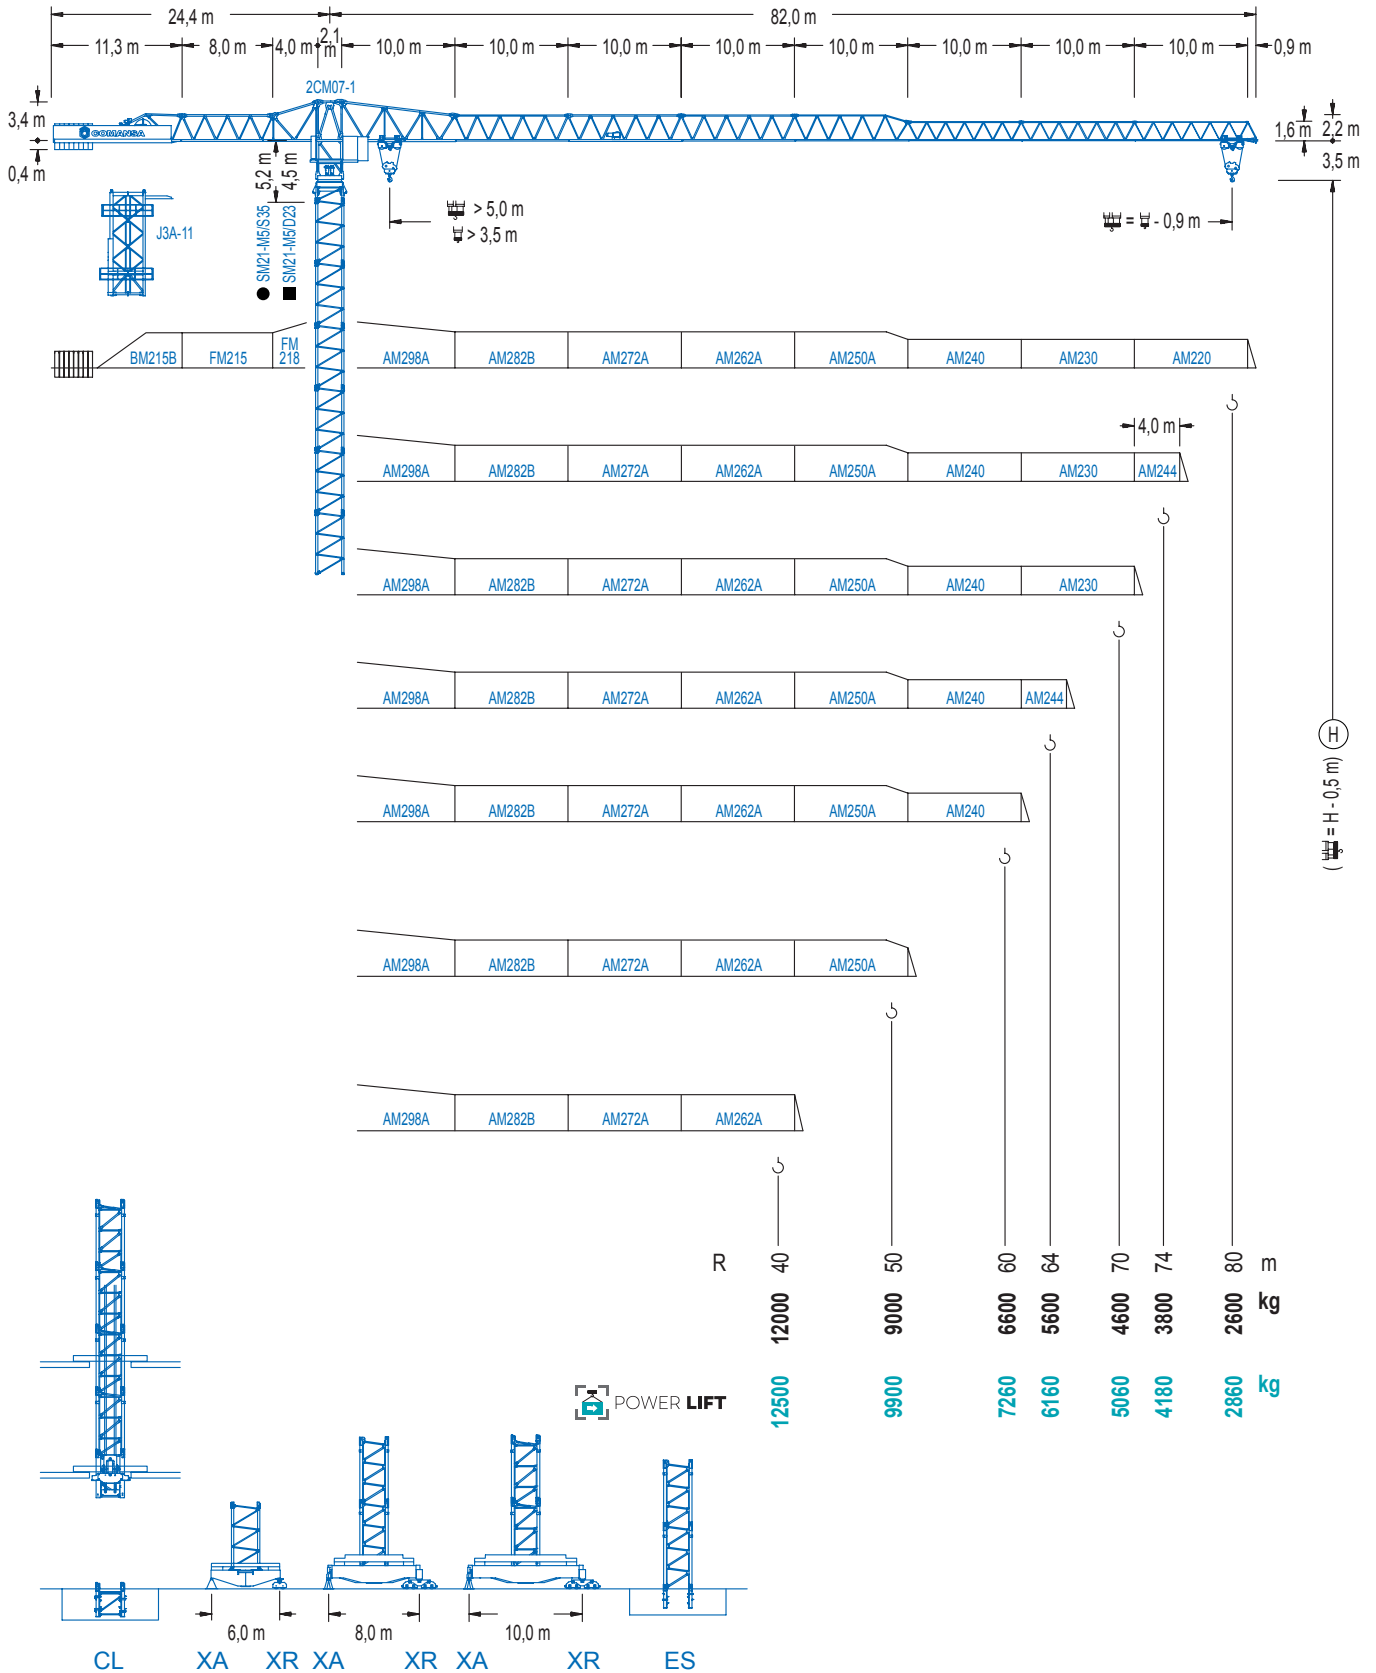 24,4 m 82,0 m
11,3 m 8,0 m 4,0 m 2,1 m 10,0 m 10,0 m 10,0 m 10,0 m 10,0 m 10,0 m 10,0 m 10,0 m 0,9 m
2CM07-1
3,4 m
COMANSA
1,6 m 2,2 m
0,4 m
5,2 m 4,5 m
3,5 m
> 5,0 m
> 3,5 m
= - 0,9 m
J3A-11
SM21-M5/S35
SM21-M5/D23
BM215B FM215 FM 218 AM298A AM282B AM272A AM262A AM250A AM240 AM230 AM220
4,0 m
AM298A AM282B AM272A AM262A AM250A AM240 AM230 AM244
AM298A AM282B AM272A AM262A AM250A AM240 AM230
AM298A AM282B AM272A AM262A AM250A AM240 AM244
H
( = H - 0,5 m)
AM298A AM282B AM272A AM262A AM250A AM240
AM298A AM282B AM272A AM262A AM250A
AM298A AM282B AM272A AM262A
R 40 50 60 64 70 74 80 m
12000 9000 6600 5600 4600 3800 2600 kg
POWER LIFT 12500 9900 7260 6160 5060 4180 2860 kg
6,0 m 8,0 m 10,0 m
CL XA XR XA XR XA XR ES